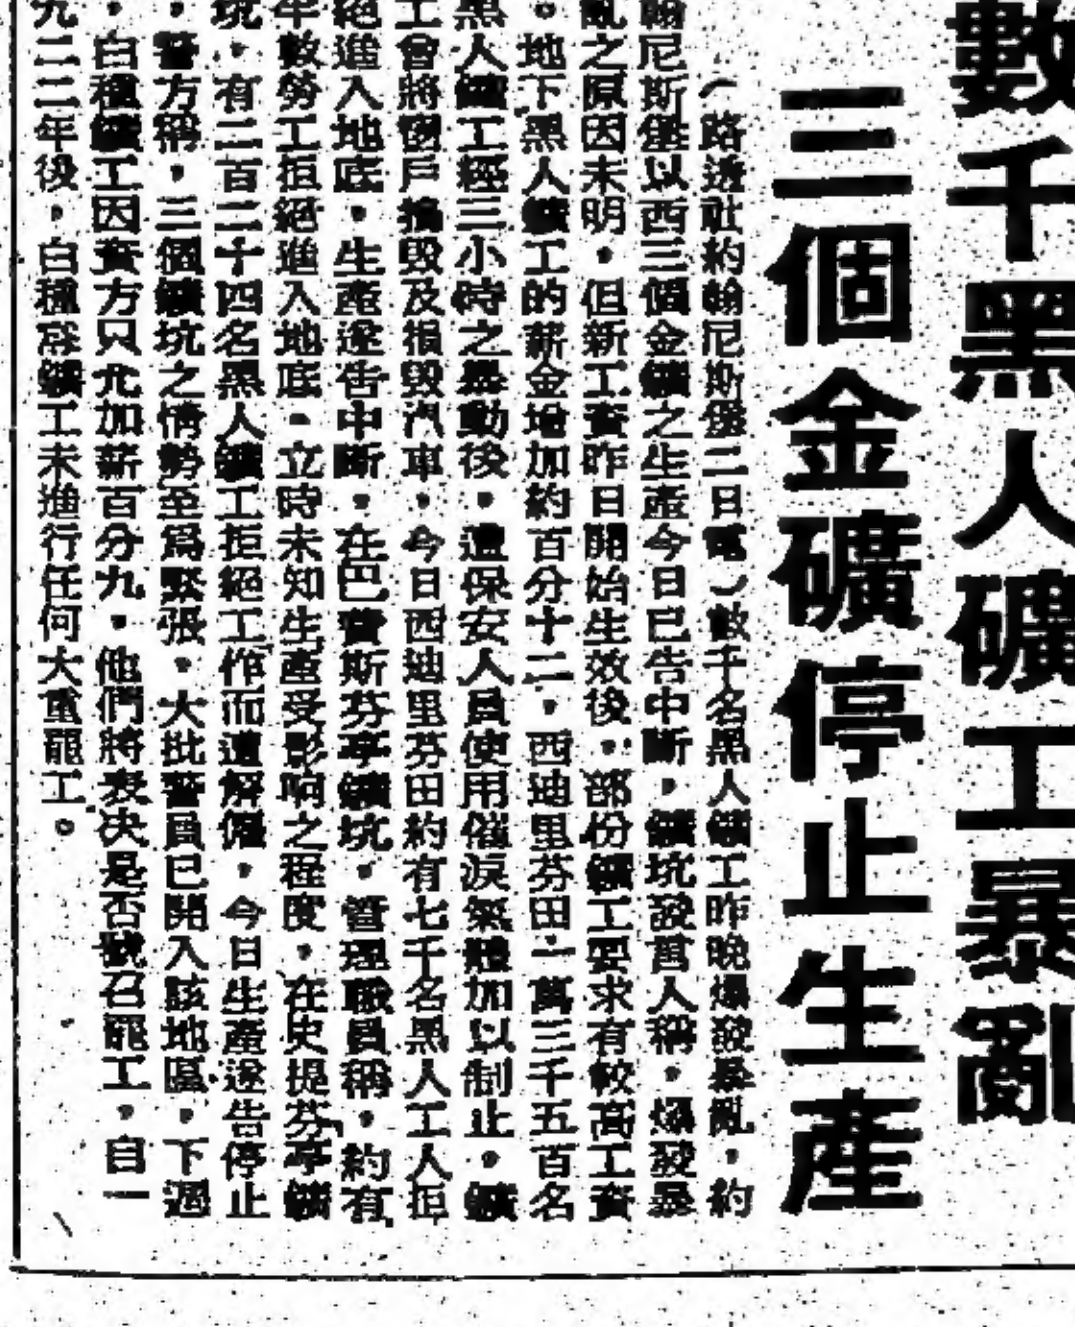 數千黑人礦工暴亂
三個金礦停止生產
（路透社約翰尼斯堡二日電）數千名黑人礦工昨晚爆發暴亂，約
翰尼斯堡以西三個金礦之生產今日已告中斷，礦坑發言人稱，爆發暴
亂之原因未明，但新工資昨日開始生效後，部份礦工要求有較高工資
。地下黑人礦工的薪金增加約百分十二，西迪里芬田一萬三千五百名
黑人礦工經三小時之暴動後，遭保安人員使用催淚氣體加以制止。礦
工會將窗戶搗毀及損毀汽車，今日西迪里芬田約有七千名黑人工人拒
絕進入地底，生產遂告中斷，在巴費斯芬亭礦坑，管理職員稱，約有
半數勞工拒絕進入地底，立時未知生產受影响之程度，在史提芬亭礦
坑，有二百二十四名黑人礦工拒絕工作而遭解僱，今日生產遂告停止
，警方稱，三個礦坑之情勢至爲緊張，大批警員已開入該地區，下週
，白種礦工因資方只允加薪百分九，他們將表决是否號召罷工，自一
九二二年後，白種 礦工未進行任何大 罷工。